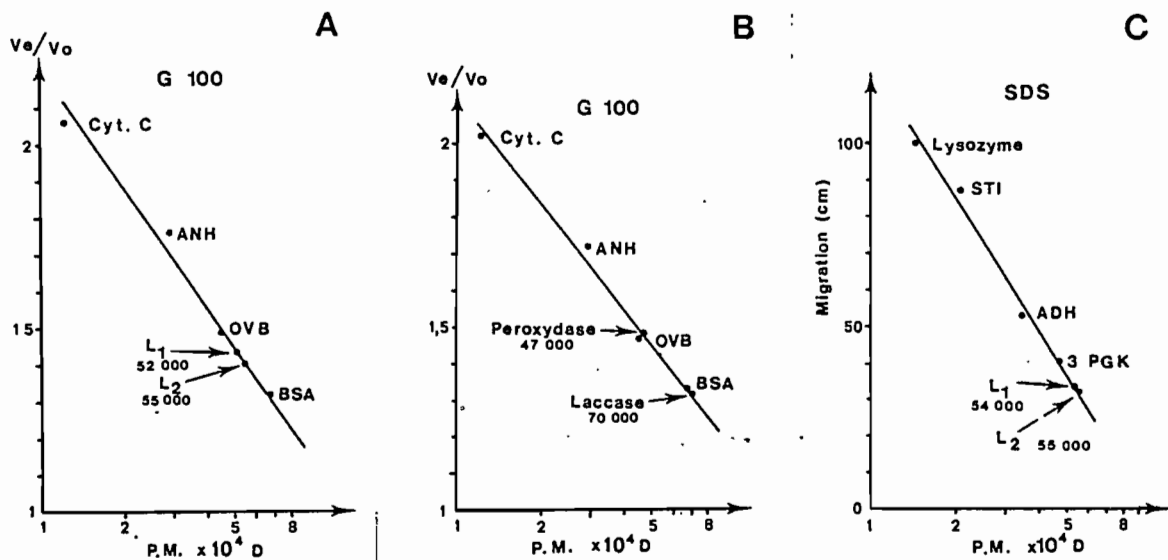 A
Ve/Vo
G 100
2
Cyt. C
ANH
1 5
OVB
L1
52 000
L2
55 000
BSA
1
1 2 4 8
P.M. x10⁴ D
B
Ve/Vo
G 100
2
Cyt. C
ANH
1,5
Peroxydase
47 000
OVB
BSA
Laccase
70 000
1
1 2 5 8
P.M. x10⁴ D
C
SDS
Migration (cm)
100
Lysozyme
STI
ADH
50
3 PGK
L1
54 000
L2 55 000
0
1 2 5 8
P.M. x10⁴ D